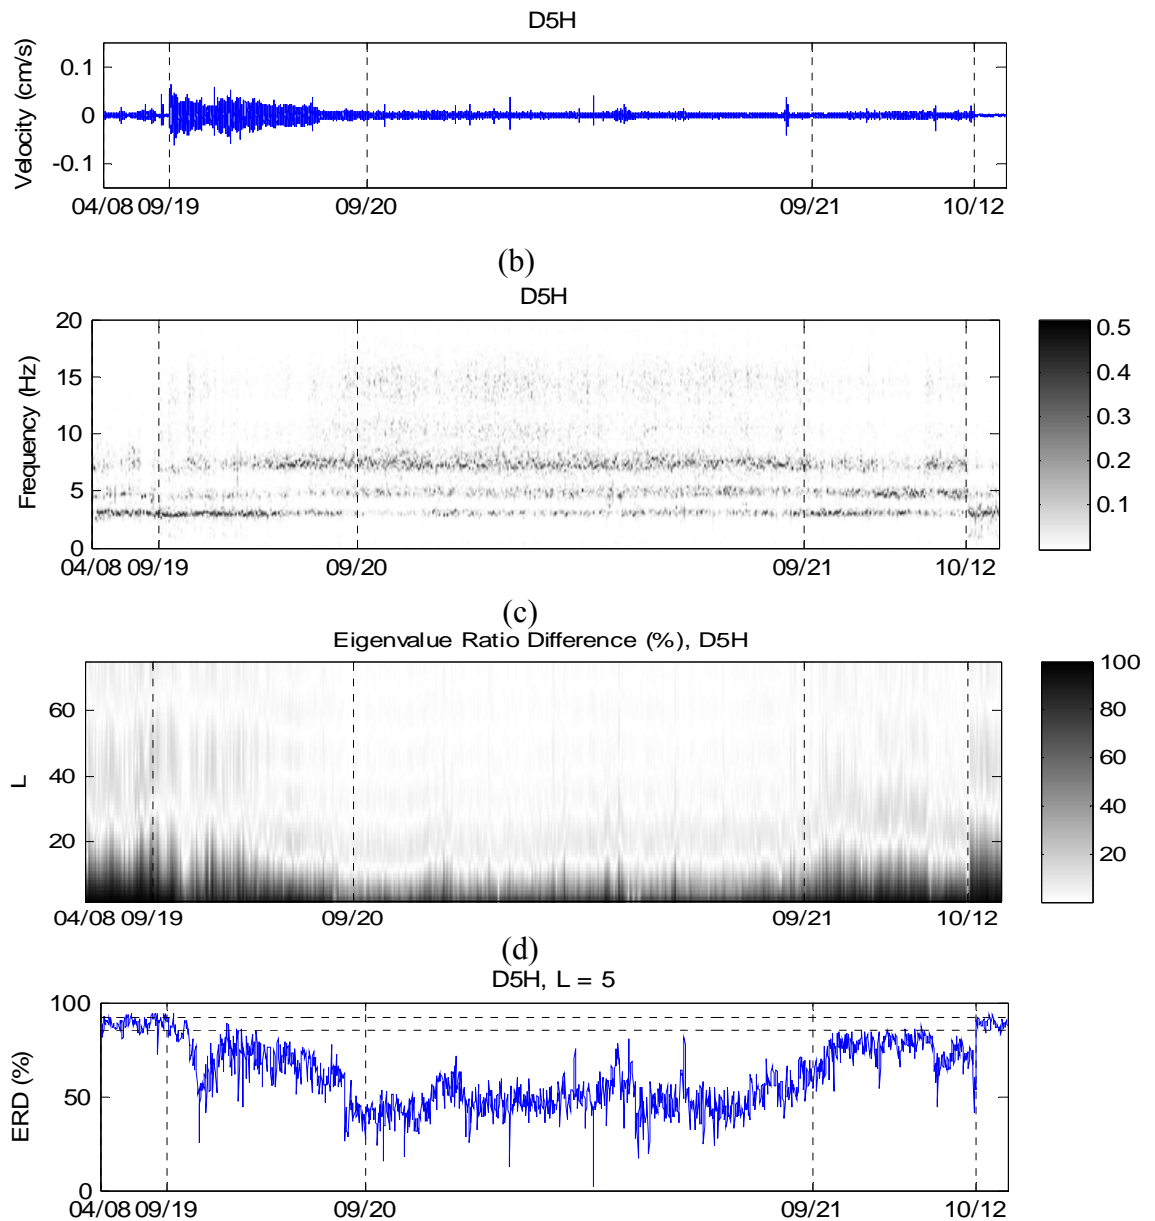 D5H
Velocity (cm/s)
0.1
0
-0.1
04/08 09/19 09/20 09/21 10/12
(b)
D5H
Frequency (Hz)
20
15
10
5
0
04/08 09/19 09/20 09/21 10/12
0.5
0.4
0.3
0.2
0.1
(c)
Eigenvalue Ratio Difference (%), D5H
L
60
40
20
04/08 09/19 09/20 09/21 10/12
100
80
60
40
20
(d)
D5H, L = 5
ERD (%)
100
50
0
04/08 09/19 09/20 09/21 10/12